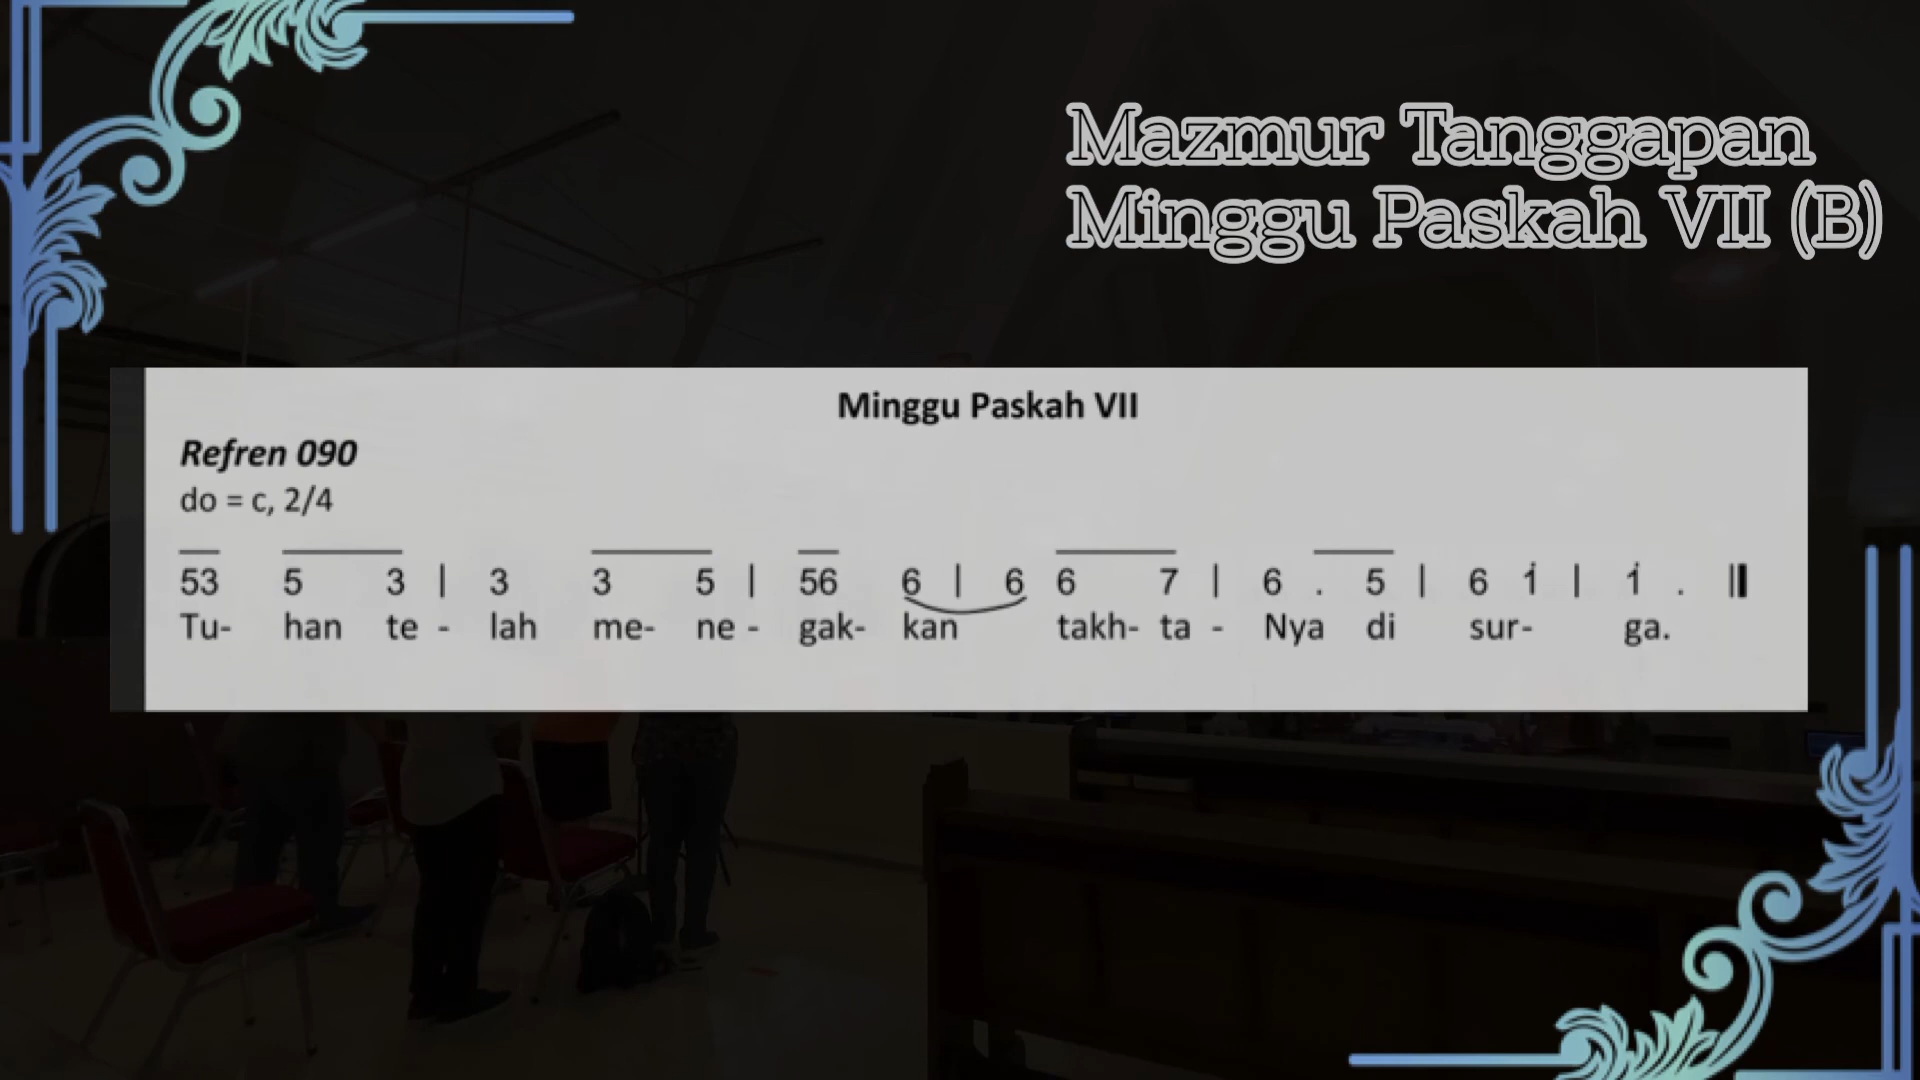 Mazmur Tanggapan
Minggu Paskah VII (B)
Minggu Paskah VII
Refren 090
do = c, 2/4
53 5 3 | 3 3 5 | 56 6 | 6 6 7 | 6 . 5 | 6 1̇ | 1̇ . ||
Tu- han te - lah me- ne - gak- kan takh- ta - Nya di sur- ga.